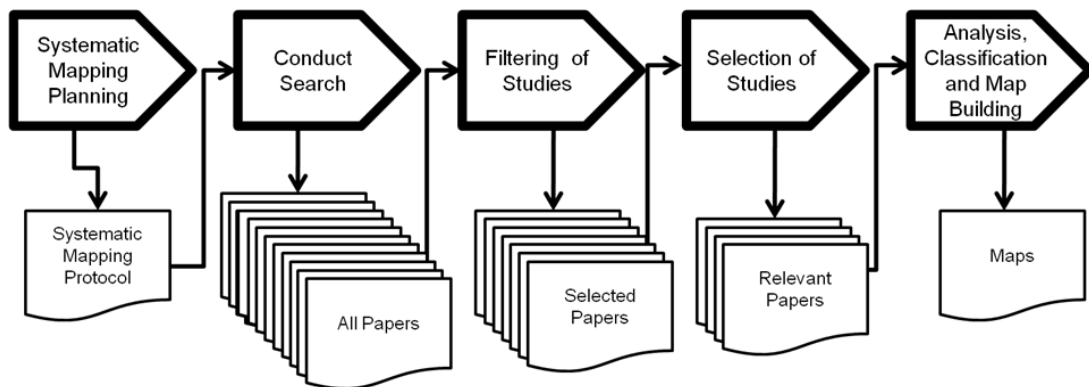 Systematic
Mapping
Planning
Conduct
Search
Filtering of
Studies
Selection of
Studies
Analysis,
Classification
and Map
Building
Systematic
Mapping
Protocol
All Papers
Selected
Papers
Relevant
Papers
Maps